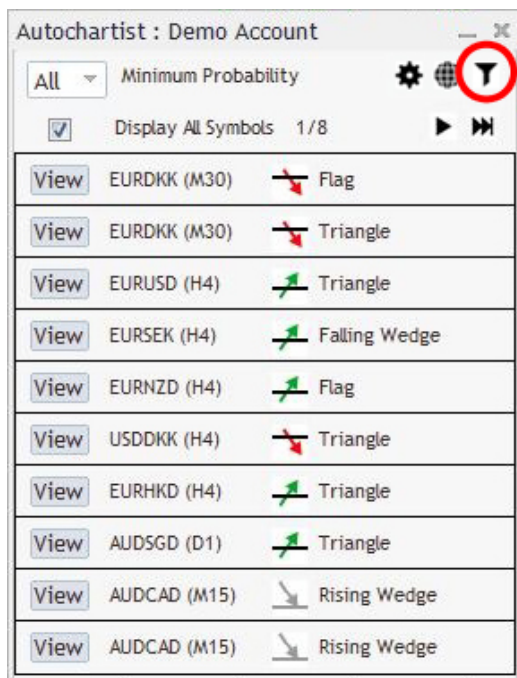 Autochartist : Demo Account
All Minimum Probability
Display All Symbols 1/8
View EURDKK (M30) Flag
View EURDKK (M30) Triangle
View EURUSD (H4) Triangle
View EURSEK (H4) Falling Wedge
View EURNZD (H4) Flag
View USDDKK (H4) Triangle
View EURHKD (H4) Triangle
View AUDSGD (D1) Triangle
View AUDCAD (M15) Rising Wedge
View AUDCAD (M15) Rising Wedge